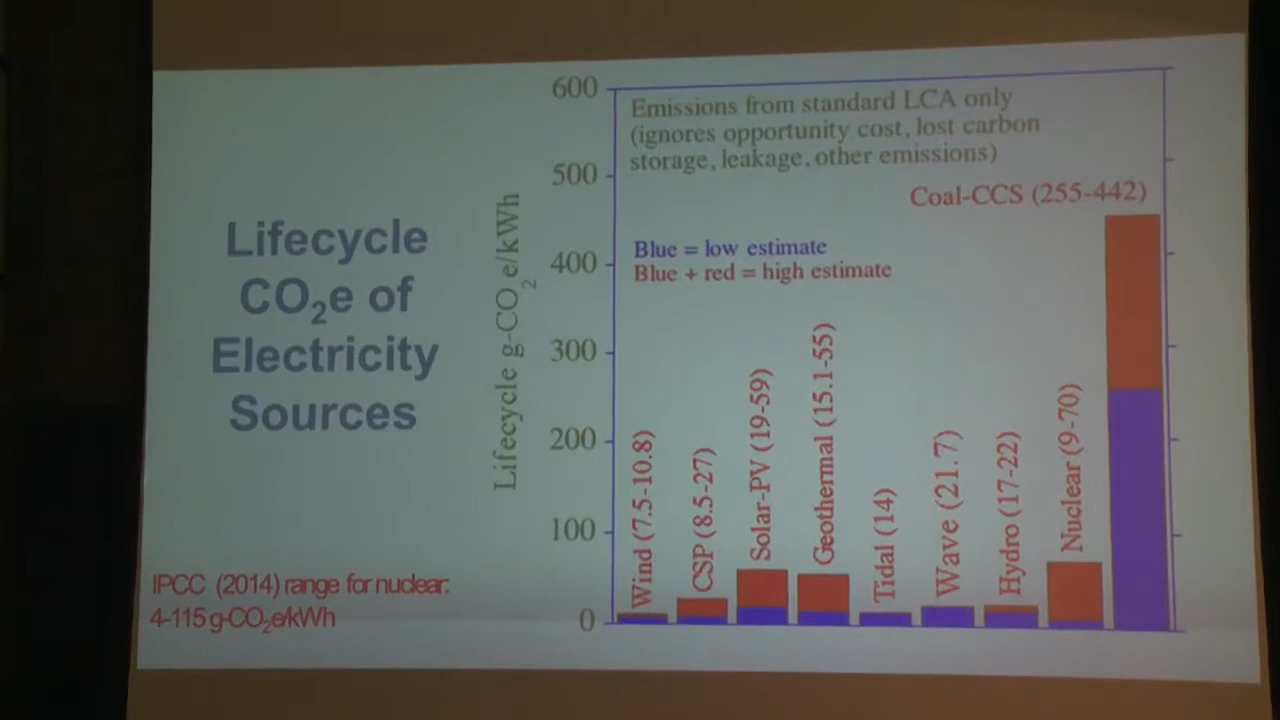 Lifecycle
CO₂e of
Electricity
Sources
IPCC (2014) range for nuclear:
4-115 g-CO₂e/kWh
Lifecycle g-CO₂e/kWh
600
500
400
300
200
100
0
Emissions from standard LCA only
(ignores opportunity cost, lost carbon
storage, leakage, other emissions)
Coal-CCS (255-442)
Blue = low estimate
Blue + red = high estimate
Wind (7.5-10.8)
CSP (8.5-27)
Solar-PV (19-59)
Geothermal (15.1-55)
Tidal (14)
Wave (21.7)
Hydro (17-22)
Nuclear (9-70)